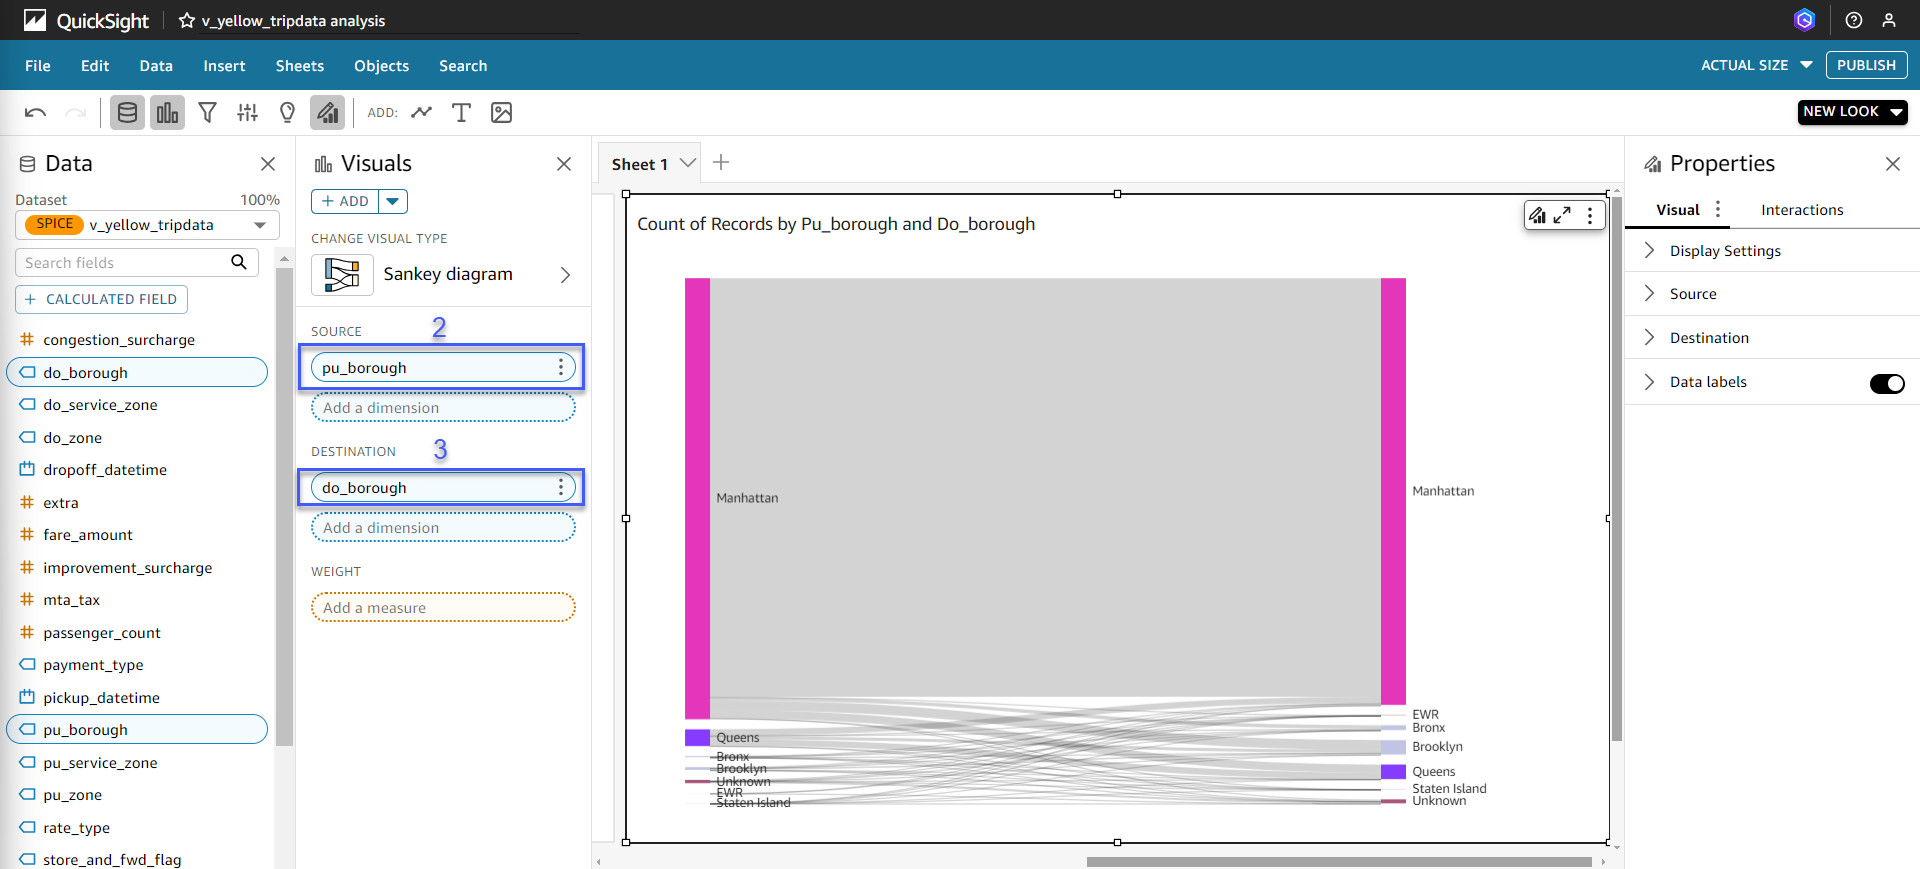 QuickSight
v_yellow_tripdata analysis
File Edit Data Insert Sheets Objects Search
ACTUAL SIZE
PUBLISH
ADD:
NEW LOOK
Data
Dataset 100%
SPICE v_yellow_tripdata
Search fields
+ CALCULATED FIELD
congestion_surcharge
do_borough
do_service_zone
do_zone
dropoff_datetime
extra
fare_amount
improvement_surcharge
mta_tax
passenger_count
payment_type
pickup_datetime
pu_borough
pu_service_zone
pu_zone
rate_type
store_and_fwd_flag
Visuals
+ ADD
CHANGE VISUAL TYPE
Sankey diagram
SOURCE 2
pu_borough
Add a dimension
DESTINATION 3
do_borough
Add a dimension
WEIGHT
Add a measure
Sheet 1
Count of Records by Pu_borough and Do_borough
Manhattan
Queens
Bronx
Brooklyn
Unknown
EWR
Staten Island
Manhattan
EWR
Bronx
Brooklyn
Queens
Staten Island
Unknown
Properties
Visual Interactions
Display Settings
Source
Destination
Data labels